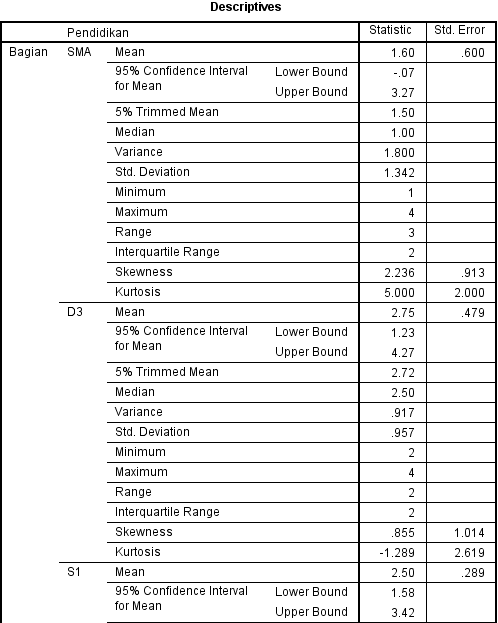 Descriptives
Pendidikan Statistic Std. Error
Bagian SMA Mean 1.60 .600
95% Confidence Interval Lower Bound -.07
for Mean Upper Bound 3.27
5% Trimmed Mean 1.50
Median 1.00
Variance 1.800
Std. Deviation 1.342
Minimum 1
Maximum 4
Range 3
Interquartile Range 2
Skewness 2.236 .913
Kurtosis 5.000 2.000
D3 Mean 2.75 .479
95% Confidence Interval Lower Bound 1.23
for Mean Upper Bound 4.27
5% Trimmed Mean 2.72
Median 2.50
Variance .917
Std. Deviation .957
Minimum 2
Maximum 4
Range 2
Interquartile Range 2
Skewness .855 1.014
Kurtosis -1.289 2.619
S1 Mean 2.50 .289
95% Confidence Interval Lower Bound 1.58
for Mean Upper Bound 3.42